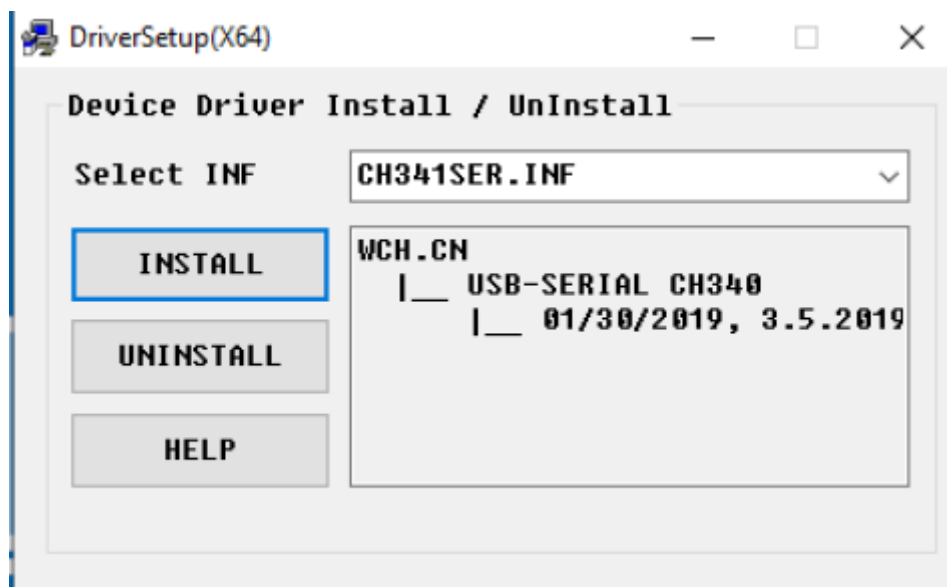 DriverSetup(X64)
Device Driver Install / UnInstall
Select INF
CH341SER.INF
INSTALL
UNINSTALL
HELP
WCH.CN
|__ USB-SERIAL CH340
|__ 01/30/2019, 3.5.2019